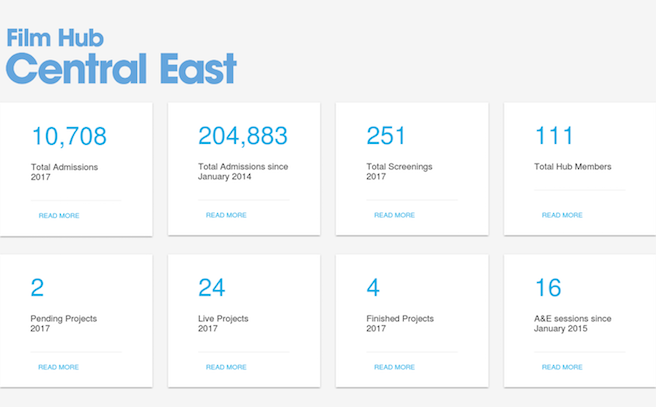 Film Hub
Central East
10,708
Total Admissions
2017
READ MORE
204,883
Total Admissions since
January 2014
READ MORE
251
Total Screenings
2017
READ MORE
111
Total Hub Members
READ MORE
2
Pending Projects
2017
READ MORE
24
Live Projects
2017
READ MORE
4
Finished Projects
2017
READ MORE
16
A&E sessions since
January 2015
READ MORE